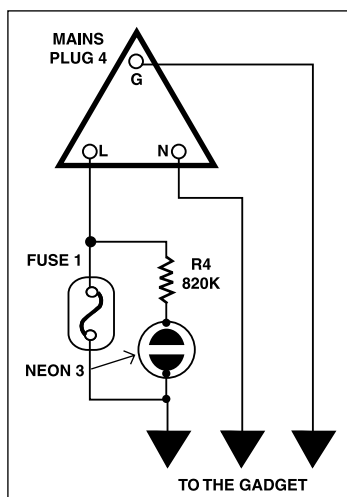 MAINS
PLUG 4
G
L
N
FUSE 1
R4
820K
NEON 3
TO THE GADGET